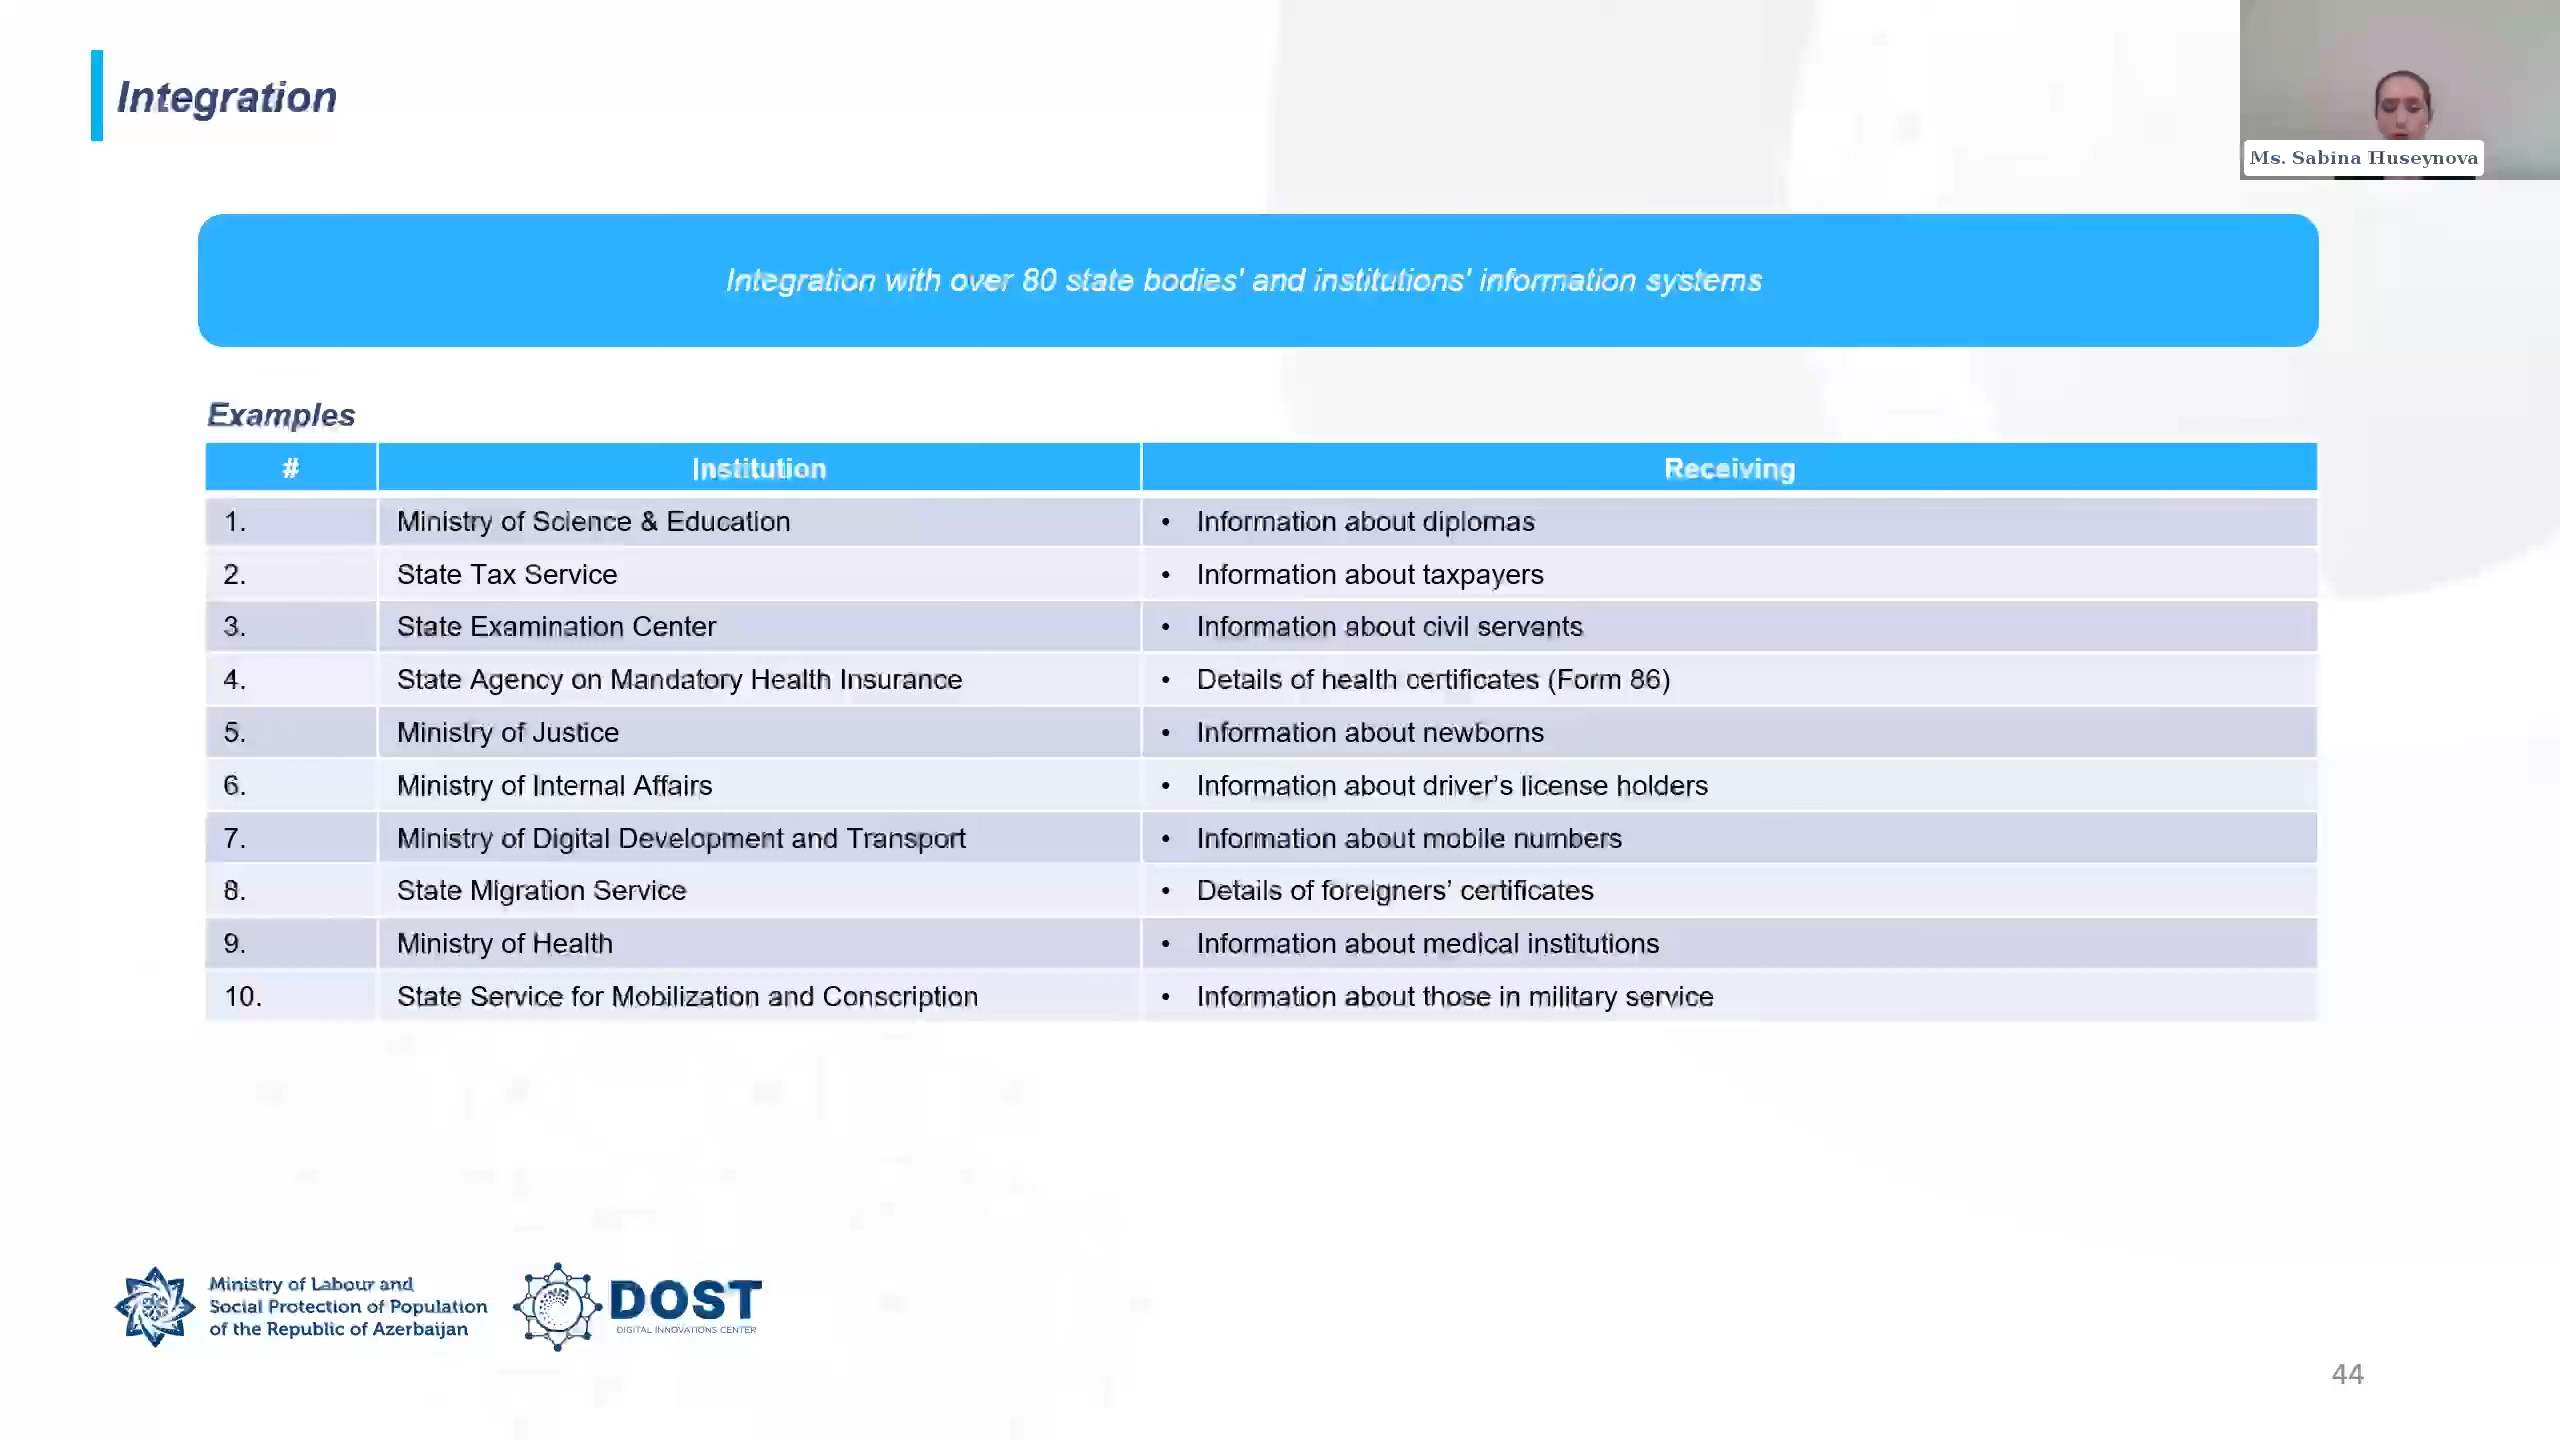 Integration
Ms. Sabina Huseynova
Integration with over 80 state bodies' and institutions' information systems
Examples
# Institution Receiving
1. Ministry of Science & Education • Information about diplomas
2. State Tax Service • Information about taxpayers
3. State Examination Center • Information about civil servants
4. State Agency on Mandatory Health Insurance • Details of health certificates (Form 86)
5. Ministry of Justice • Information about newborns
6. Ministry of Internal Affairs • Information about driver’s license holders
7. Ministry of Digital Development and Transport • Information about mobile numbers
8. State Migration Service • Details of foreigners’ certificates
9. Ministry of Health • Information about medical institutions
10. State Service for Mobilization and Conscription • Information about those in military service
Ministry of Labour and
Social Protection of Population
of the Republic of Azerbaijan
DOST
DIGITAL INNOVATIONS CENTER
44